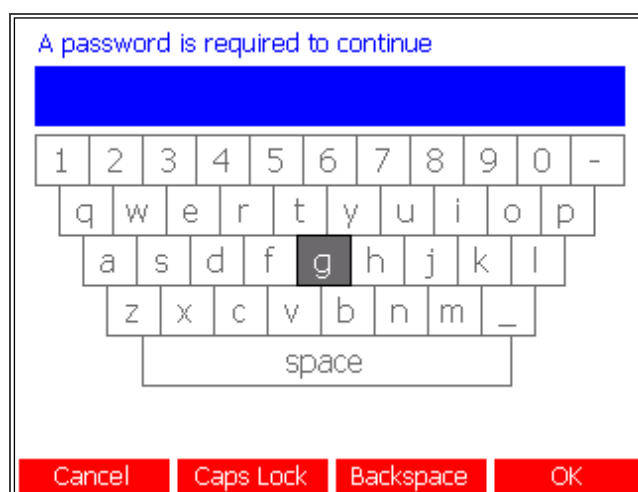 A password is required to continue
1 2 3 4 5 6 7 8 9 0 -
q w e r t y u i o p
a s d f g h j k l
z x c v b n m _
space
Cancel Caps Lock Backspace OK